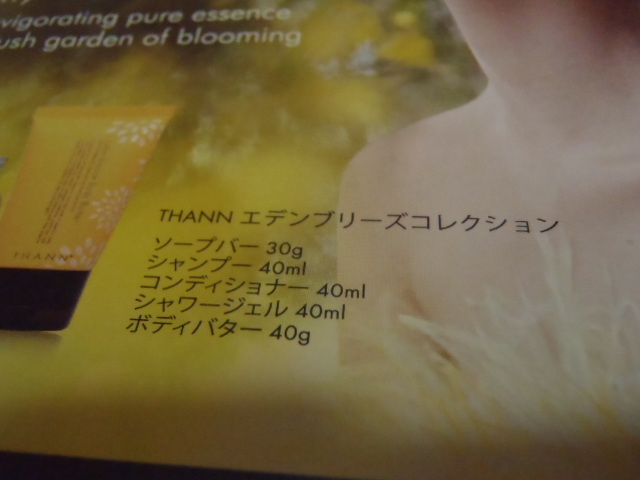 vigorating pure essence
ush garden of blooming
THANN
THANN エデンブリーズコレクション
ソープバー 30g
シャンプー 40ml
コンディショナー 40ml
シャワージェル 40ml
ボディバター 40g